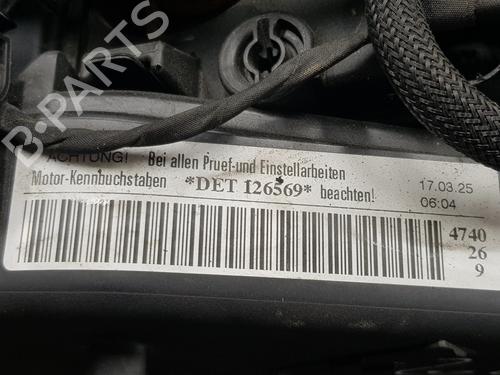 ACHTUNG! Bei allen Pruef-und Einstellarbeiten
Motor-Kennbuchstaben *DET 126569* beachten!
17.03.25
06:04
4740
26
9
B-PARTS